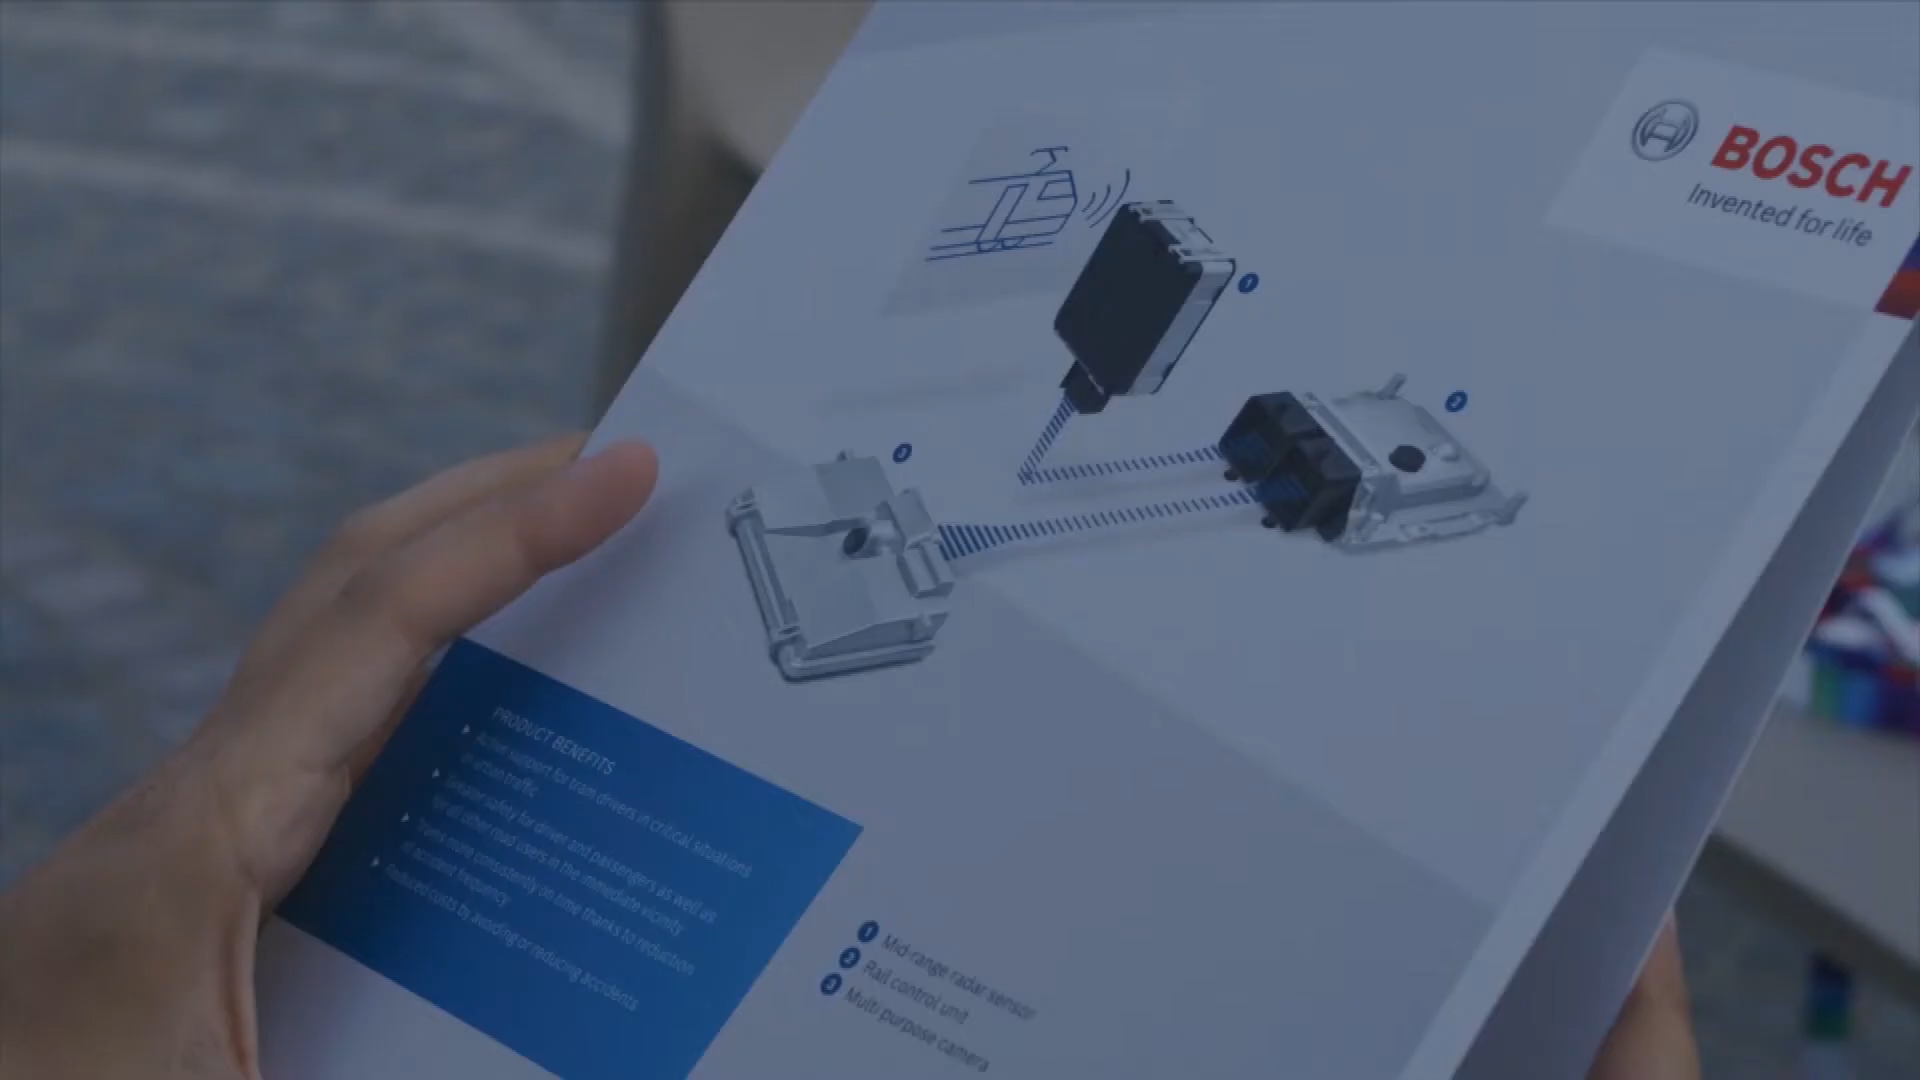 BOSCH
Invented for life
1
2
3
PRODUCT BENEFITS
Active support for tram drivers in critical situations
in urban traffic
Greater safety for driver and passengers as well as
for all other road users in the immediate vicinity
Trams more consistently on time thanks to reduction
of accident frequency
Reduced costs by avoiding or reducing accidents
1 Mid-range radar sensor
2 Rail control unit
3 Multi purpose camera